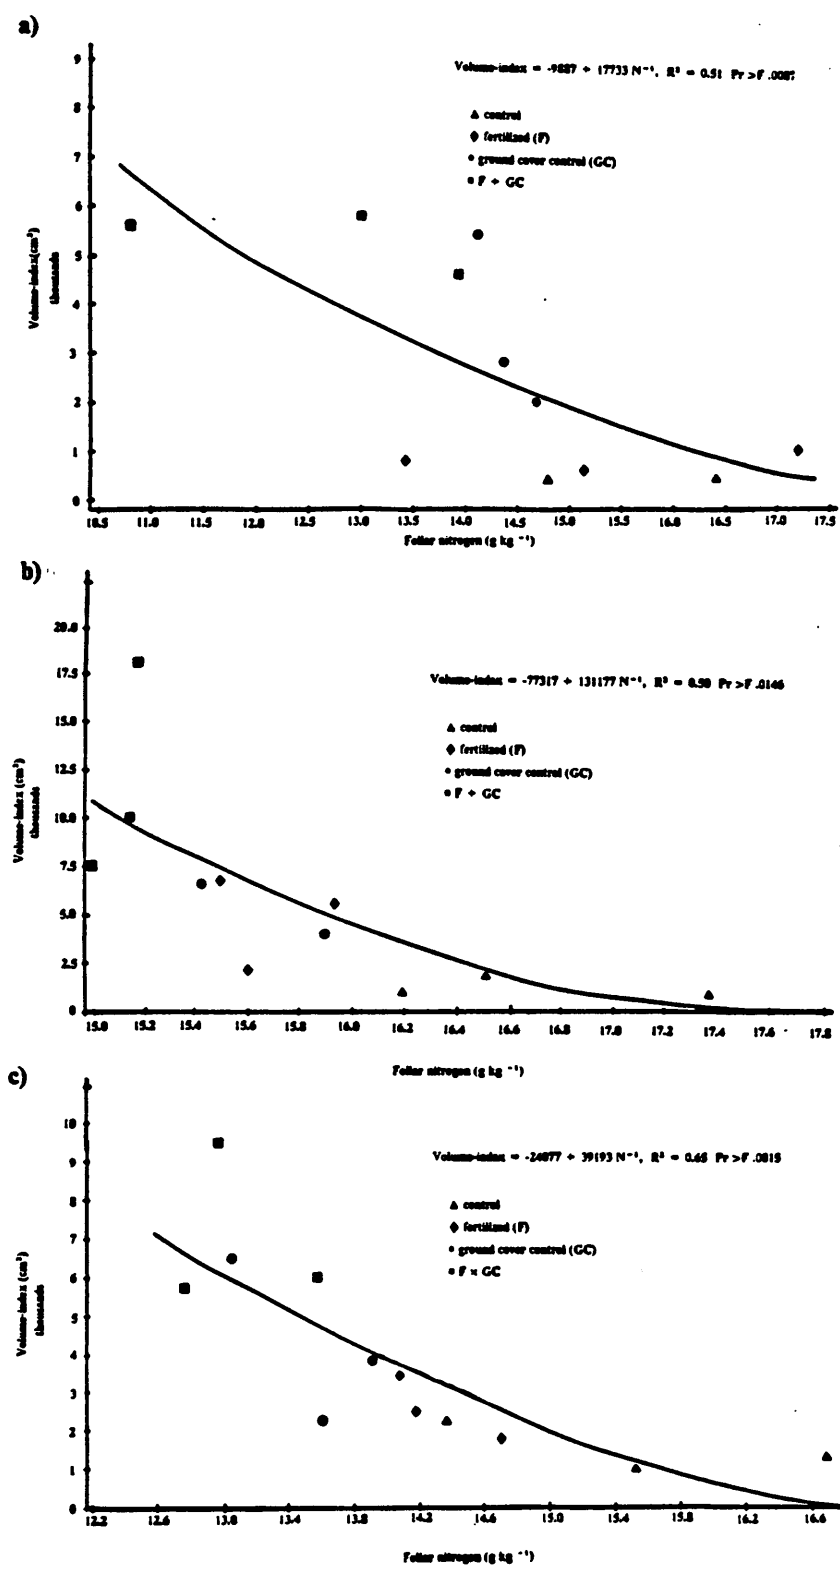 a)
9
8
7
6
5
4
3
2
1
0
Volume-index(cm³)
thousands
Volume-index = -9887 + 17733 N⁻¹, R² = 0.51 Pr >F .0087
control
fertilized (F)
ground cover control (GC)
F + GC
10.5 11.0 11.5 12.0 12.5 13.0 13.5 14.0 14.5 15.0 15.5 16.0 16.5 17.0 17.5
Foliar nitrogen (g kg ⁻¹)
b)
20.0
17.5
15.0
12.5
10.0
7.5
5.0
2.5
0
Volume-index (cm³)
thousands
Volume-index = -77317 + 131177 N⁻¹, R² = 0.50 Pr >F .0146
control
fertilized (F)
ground cover control (GC)
F + GC
15.0 15.2 15.4 15.6 15.8 16.0 16.2 16.4 16.6 16.8 17.0 17.2 17.4 17.6 17.8
Foliar nitrogen (g kg ⁻¹)
c)
10
9
8
7
6
5
4
3
2
1
0
Volume-index (cm³)
thousands
Volume-index = 39193 N⁻¹, R² = 0.65 Pr >F
control
fertilized (F)
ground cover control (GC)
F × GC
12.2 12.6 13.0 13.4 13.8 14.2 14.6 15.0 15.4 15.8 16.2 16.6
Foliar nitrogen (g kg ⁻¹)